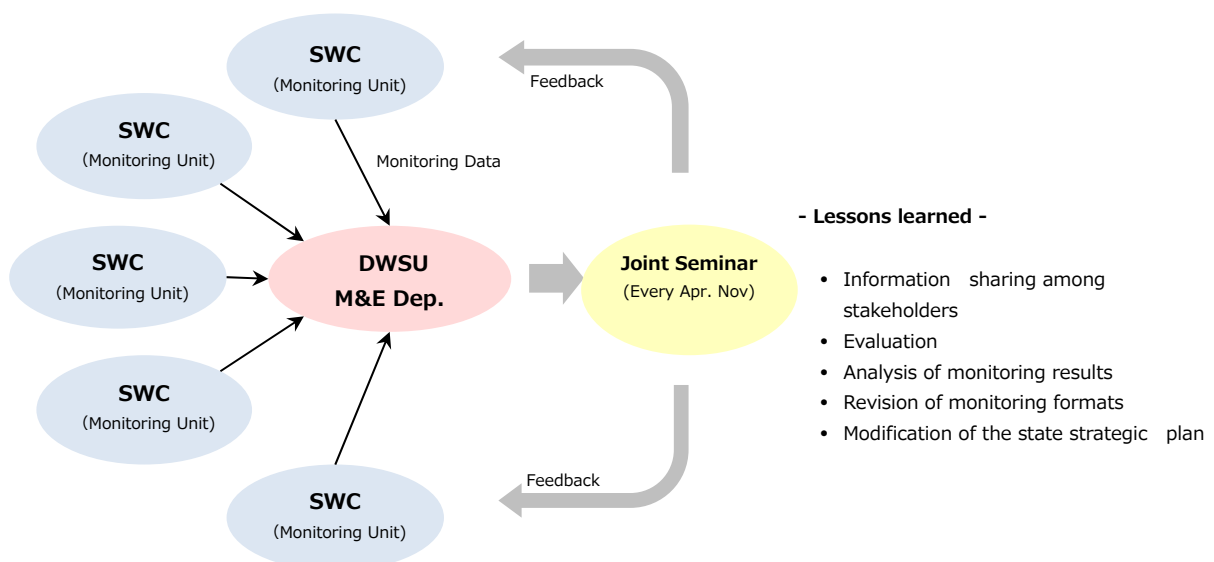 SWC
(Monitoring Unit)
Feedback
SWC
(Monitoring Unit)
Monitoring Data
SWC
(Monitoring Unit)
DWSU
M&E Dep.
Joint Seminar
(Every Apr. Nov)
SWC
(Monitoring Unit)
SWC
(Monitoring Unit)
Feedback
- Lessons learned -
• Information sharing among
stakeholders
• Evaluation
• Analysis of monitoring results
• Revision of monitoring formats
• Modification of the state strategic plan